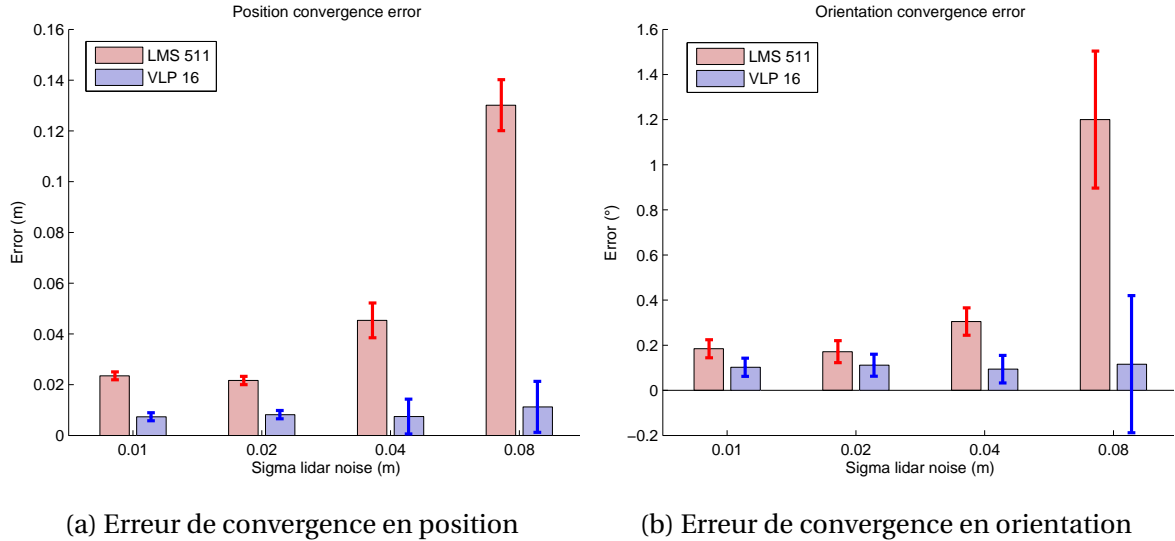 Position convergence error
0.16
0.14
0.12
0.1
0.08
0.06
0.04
0.02
0
Error (m)
LMS 511
VLP 16
0.01 0.02 0.04 0.08
Sigma lidar noise (m)
(a) Erreur de convergence en position
Orientation convergence error
1.6
1.4
1.2
1
0.8
0.6
0.4
0.2
0
−0.2
Error (°)
LMS 511
VLP 16
0.01 0.02 0.04 0.08
Sigma lidar noise (m)
(b) Erreur de convergence en orientation